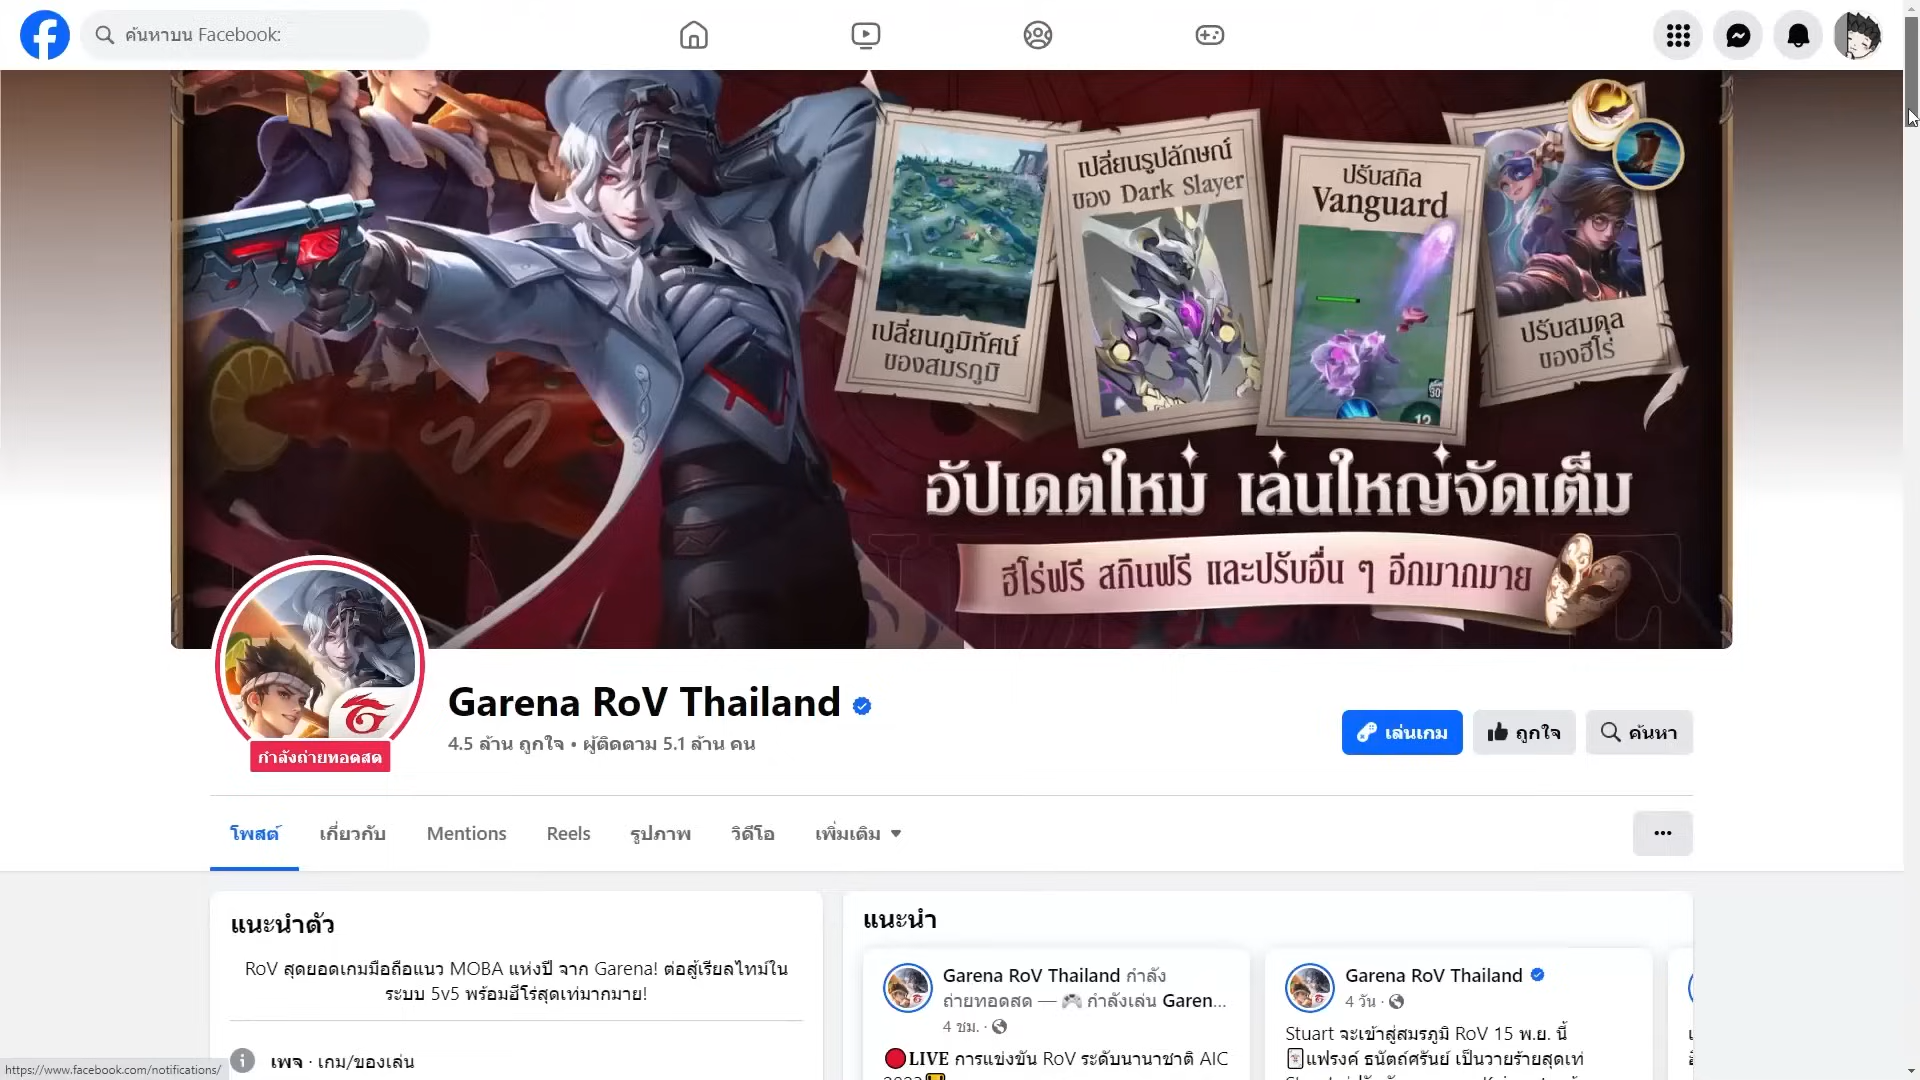 ค้นหาบน Facebook:
เปลี่ยนภูมิทัศน์
ของสมรภูมิ
เปลี่ยนรูปลักษณ์
ของ Dark Slayer
ปรับสกิล
Vanguard
90
12
ปรับสมดุล
ของฮีโร่
อัปเดตใหม่ เล่นใหญ่จัดเต็ม
ฮีโร่ฟรี สกินฟรี และปรับอื่น ๆ อีกมากมาย
กำลังถ่ายทอดสด
Garena RoV Thailand
4.5 ล้าน ถูกใจ • ผู้ติดตาม 5.1 ล้าน คน
เล่นเกม
ถูกใจ
ค้นหา
โพสต์
เกี่ยวกับ
Mentions
Reels
รูปภาพ
วิดีโอ
เพิ่มเติม
แนะนำตัว
RoV สุดยอดเกมมือถือแนว MOBA แห่งปี จาก Garena! ต่อสู้เรียลไทม์ใน
ระบบ 5v5 พร้อมฮีโร่สุดเท่มากมาย!
เพจ · เกม/ของเล่น
แนะนำ
Garena RoV Thailand กำลัง
ถ่ายทอดสด — 🎮 กำลังเล่น Garen...
4 ชม. ·
🔴LIVE การแข่งขัน RoV ระดับนานาชาติ AIC
2023🏆
Garena RoV Thailand
4 วัน ·
Stuart จะเข้าสู่สมรภูมิ RoV 15 พ.ย. นี้
🃏แฟรงค์ ธนัตถ์ศรันย์ เป็นวายร้ายสุดเท่
https://www.facebook.com/notifications/